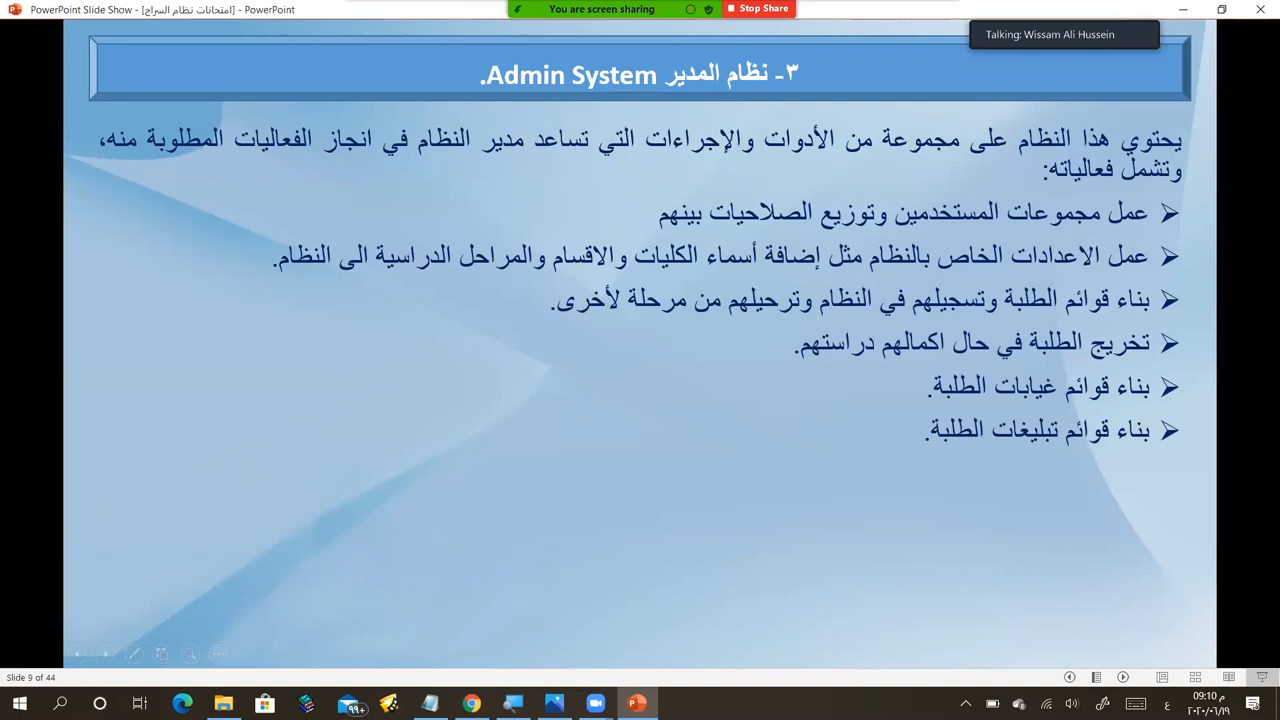 PowerPoint Slide Show - [امتحانات نظام السراج] - PowerPoint
You are screen sharing
Stop Share
Talking: Wissam Ali Hussein
٣- نظام المدير Admin System.
يحتوي هذا النظام على مجموعة من الأدوات والإجراءات التي تساعد مدير النظام في انجاز الفعاليات المطلوبة منه،
وتشمل فعالياته:
عمل مجموعات المستخدمين وتوزيع الصلاحيات بينهم
عمل الاعدادات الخاص بالنظام مثل إضافة أسماء الكليات والاقسام والمراحل الدراسية الى النظام.
بناء قوائم الطلبة وتسجيلهم في النظام وترحيلهم من مرحلة لأخرى.
تخريج الطلبة في حال اكمالهم دراستهم.
بناء قوائم غيابات الطلبة.
بناء قوائم تبليغات الطلبة.
Slide 9 of 44
٩٩+
ع
09:10 م
٢٠٢٠/٠٦/١٩